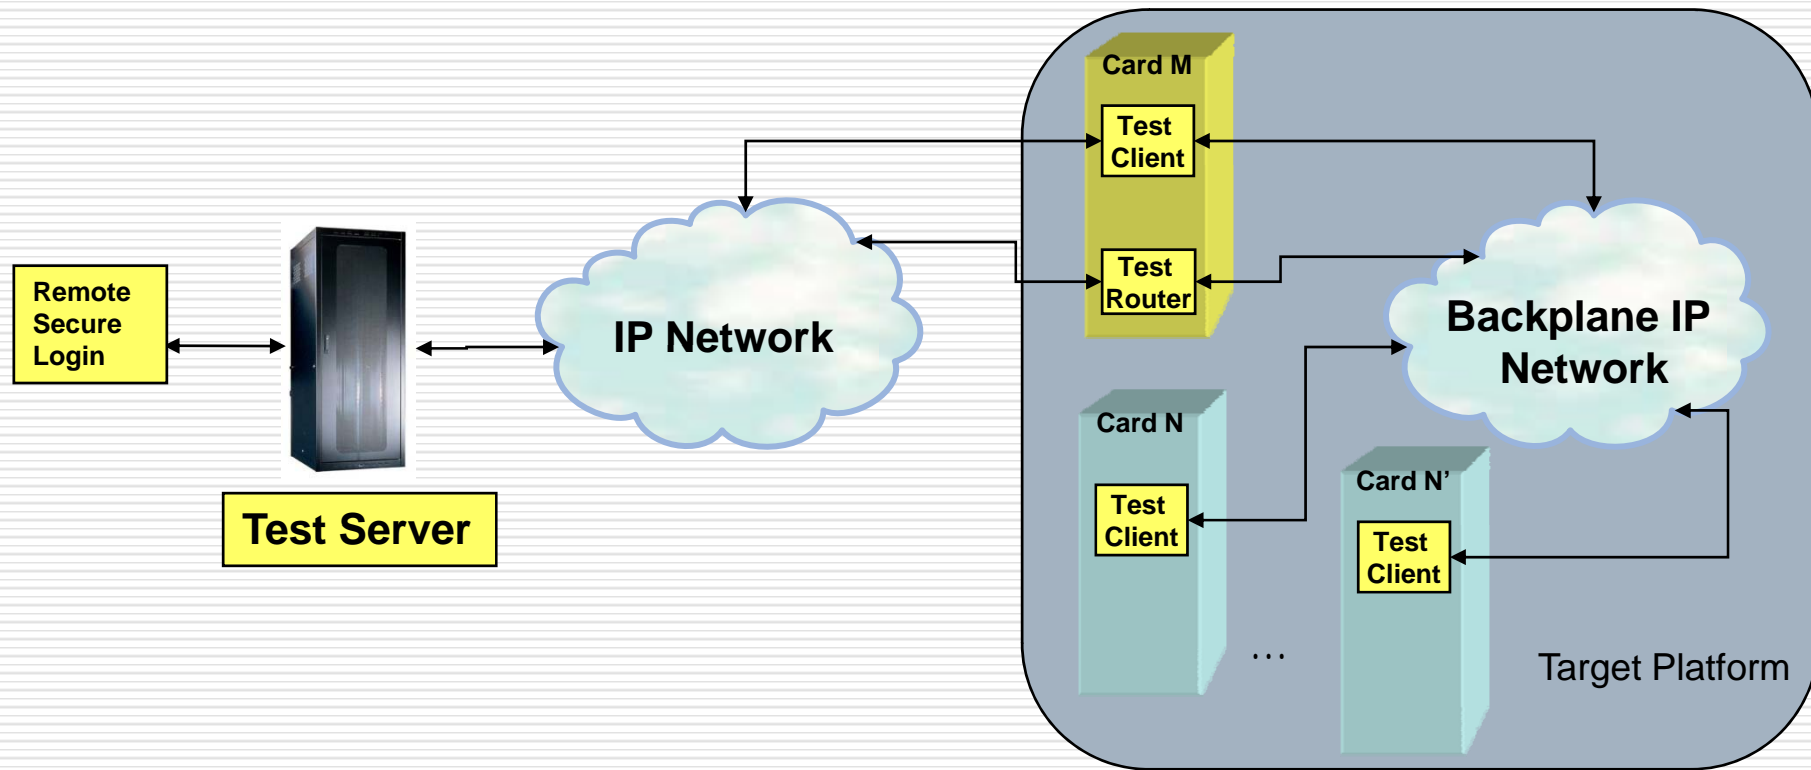 Remote
Secure
Login
Test Server
IP Network
Card M
Test
Client
Test
Router
Backplane IP
Network
Card N
Test
Client
Card N’
Test
Client
...
Target Platform